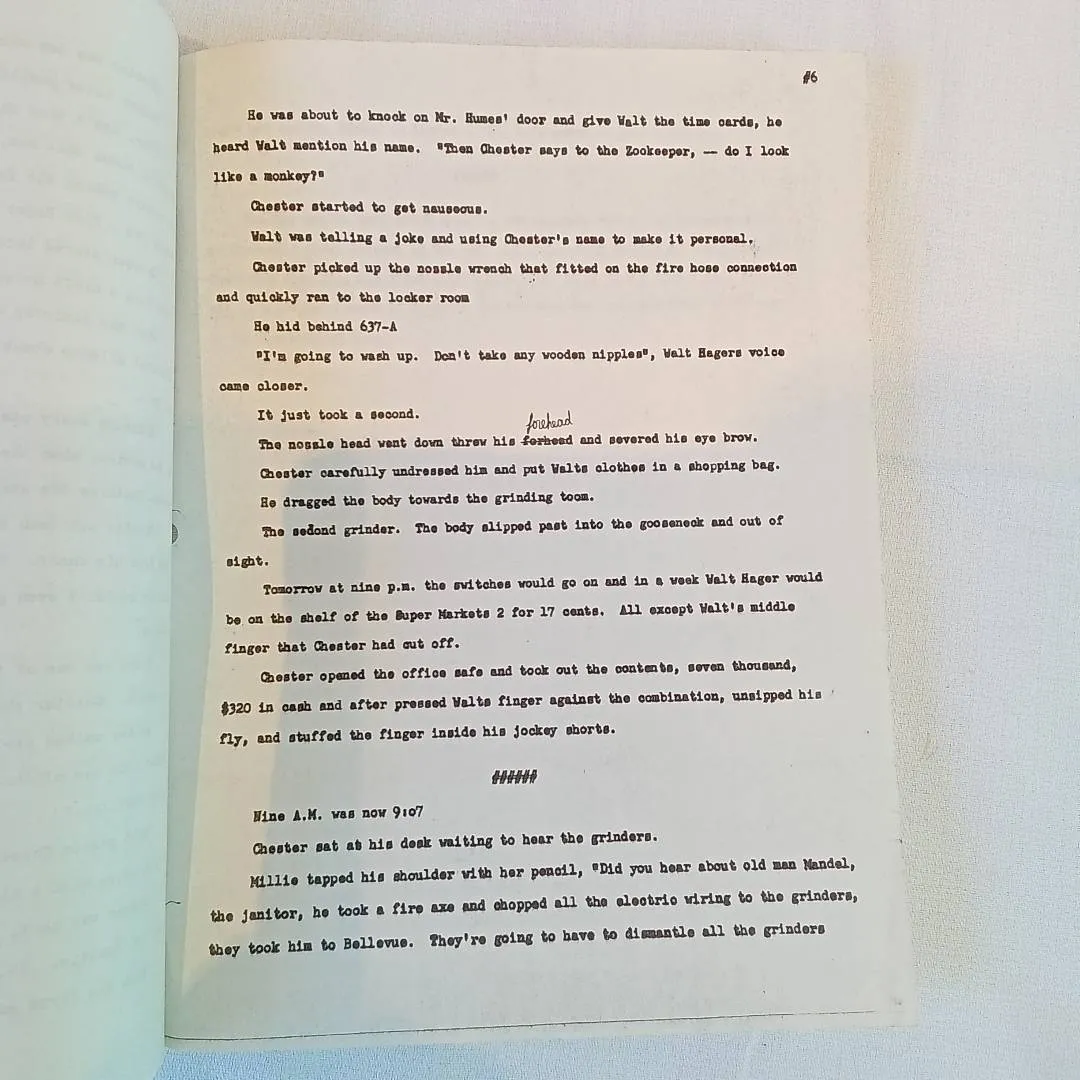 #6
He was about to knock on Mr. Humes' door and give Walt the time cards, he
heard Walt mention his name.  "Then Chester says to the Zookeeper, — do I look
like a monkey?"
Chester started to get nauseous.
Walt was telling a joke and using Chester's name to make it personal.
Chester picked up the nossle wrench that fitted on the fire hose connection
and quickly ran to the locker room
He hid behind 637-A
"I'm going to wash up.  Don't take any wooden nipples", Walt Hagers voice
came closer.
It just took a second.
forehead
The nossle head went down threw his forhead and severed his eye brow.
Chester carefully undressed him and put Walts clothes in a shopping bag.
He dragged the body towards the grinding toom.
The sedond grinder.  The body slipped past into the gooseneck and out of
sight.
Tomorrow at nine p.m. the switches would go on and in a week Walt Hager would
be on the shelf of the Super Markets 2 for 17 cents.  All except Walt's middle
finger that Chester had cut off.
Chester opened the office safe and took out the contents, seven thousand,
$320 in cash and after pressed Walts finger against the combination, unsipped his
fly, and stuffed the finger inside his jockey shorts.
######
Nine A.M. was now 9:07
Chester sat at his desk waiting to hear the grinders.
Millie tapped his shoulder with her pencil, "Did you hear about old man Mandel,
the janitor, he took a fire axe and chopped all the electric wiring to the grinders,
they took him to Bellevue.  They're going to have to dismantle all the grinders